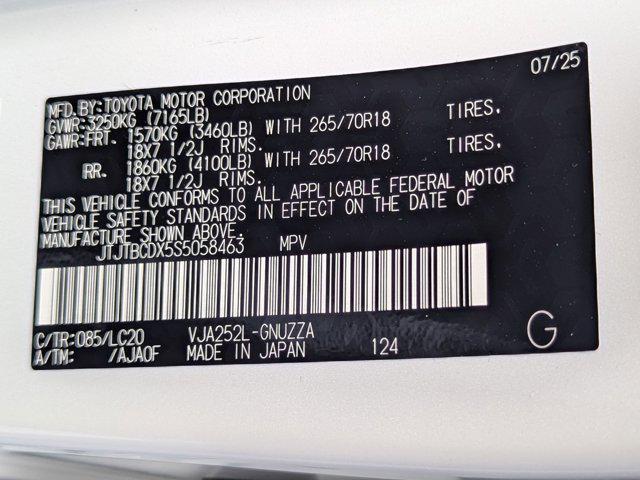 07/25
MFD.BY:TOYOTA MOTOR CORPORATION
GVWR:3250KG (7165LB)
GAWR:FRT. 1570KG (3460LB) WITH 265/70R18 TIRES.
18X7 1/2J RIMS.
RR. 1860KG (4100LB) WITH 265/70R18 TIRES.
18X7 1/2J RIMS.
THIS VEHICLE CONFORMS TO ALL APPLICABLE FEDERAL MOTOR
VEHICLE SAFETY STANDARDS IN EFFECT ON THE DATE OF
MANUFACTURE SHOWN ABOVE.
JTJTBCDX5S5058463 MPV
C/TR:085/LC20 VJA252L-GNUZZA
A/TM: /AJA0F MADE IN JAPAN 124
G